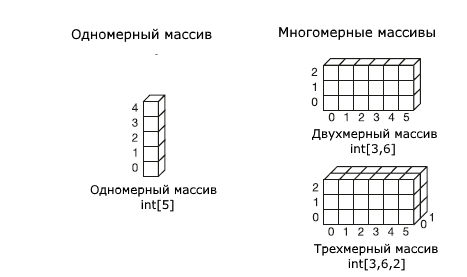 Одномерный массив
4
3
2
1
0
Одномерный массив
int[5]
Многомерные массивы
2
1
0
0 1 2 3 4 5
Двухмерный массив
int[3,6]
2
1
0
0 1 2 3 4 5
0
1
Трехмерный массив
int[3,6,2]